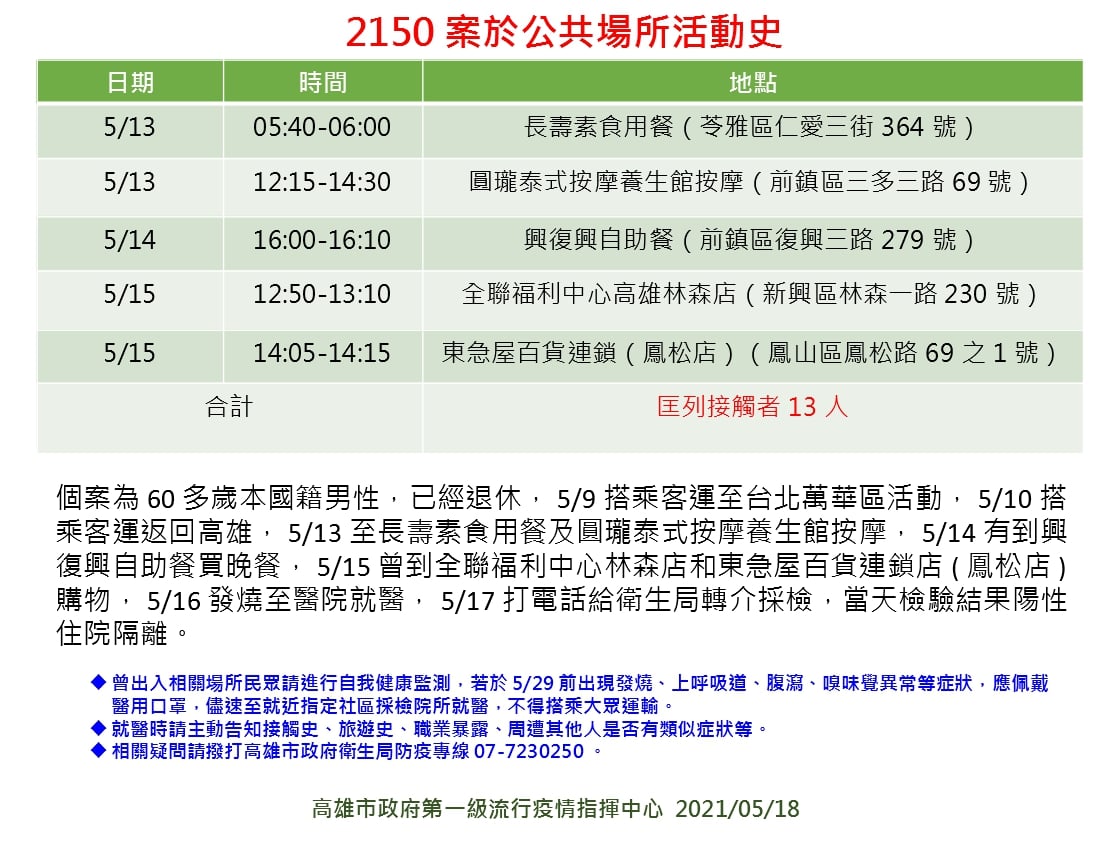 2150 案於公共場所活動史
日期 時間 地點
5/13 05:40-06:00 長壽素食用餐 ( 苓雅區仁愛三街 364 號 )
5/13 12:15-14:30 圓瓏泰式按摩養生館按摩 ( 前鎮區三多三路 69 號 )
5/14 16:00-16:10 興復興自助餐 ( 前鎮區復興三路 279 號 )
5/15 12:50-13:10 全聯福利中心高雄林森店 ( 新興區林森一路 230 號 )
5/15 14:05-14:15 東急屋百貨連鎖 ( 鳳松店 ) ( 鳳山區鳳松路 69 之 1 號 )
合計 匡列接觸者 13 人
個案為 60 多歲本國籍男性，已經退休， 5/9 搭乘客運至台北萬華區活動， 5/10 搭
乘客運返回高雄， 5/13 至長壽素食用餐及圓瓏泰式按摩養生館按摩， 5/14 有到興
復興自助餐買晚餐， 5/15 曾到全聯福利中心林森店和東急屋百貨連鎖店 ( 鳳松店 )
購物， 5/16 發燒至醫院就醫， 5/17 打電話給衛生局轉介採檢，當天檢驗結果陽性
住院隔離。
◆ 曾出入相關場所民眾請進行自我健康監測，若於 5/29 前出現發燒、上呼吸道、腹瀉、嗅味覺異常等症狀，應佩戴
醫用口罩，儘速至就近指定社區採檢院所就醫，不得搭乘大眾運輸。
◆ 就醫時請主動告知接觸史、旅遊史、職業暴露、周遭其他人是否有類似症狀等。
◆ 相關疑問請撥打高雄市政府衛生局防疫專線 07-7230250 。
高雄市政府第一級流行疫情指揮中心 2021/05/18